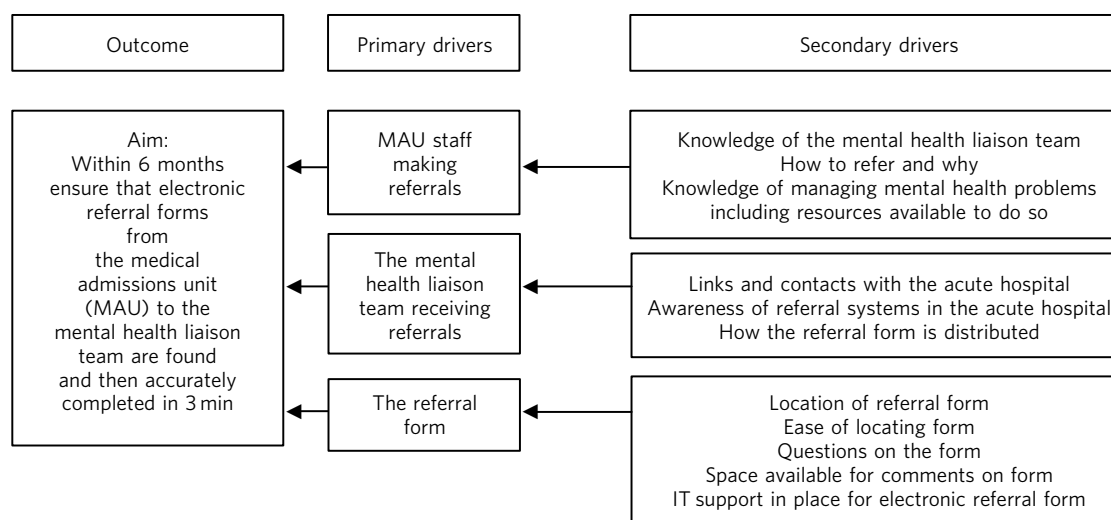 Outcome
Primary drivers
Secondary drivers
Aim:
Within 6 months
ensure that electronic
referral forms
from
the medical
admissions unit
(MAU) to the
mental health liaison
team are found
and then accurately
completed in 3 min
MAU staff
making
referrals
Knowledge of the mental health liaison team
How to refer and why
Knowledge of managing mental health problems
including resources available to do so
The mental
health liaison
team receiving
referrals
Links and contacts with the acute hospital
Awareness of referral systems in the acute hospital
How the referral form is distributed
The referral
form
Location of referral form
Ease of locating form
Questions on the form
Space available for comments on form
IT support in place for electronic referral form